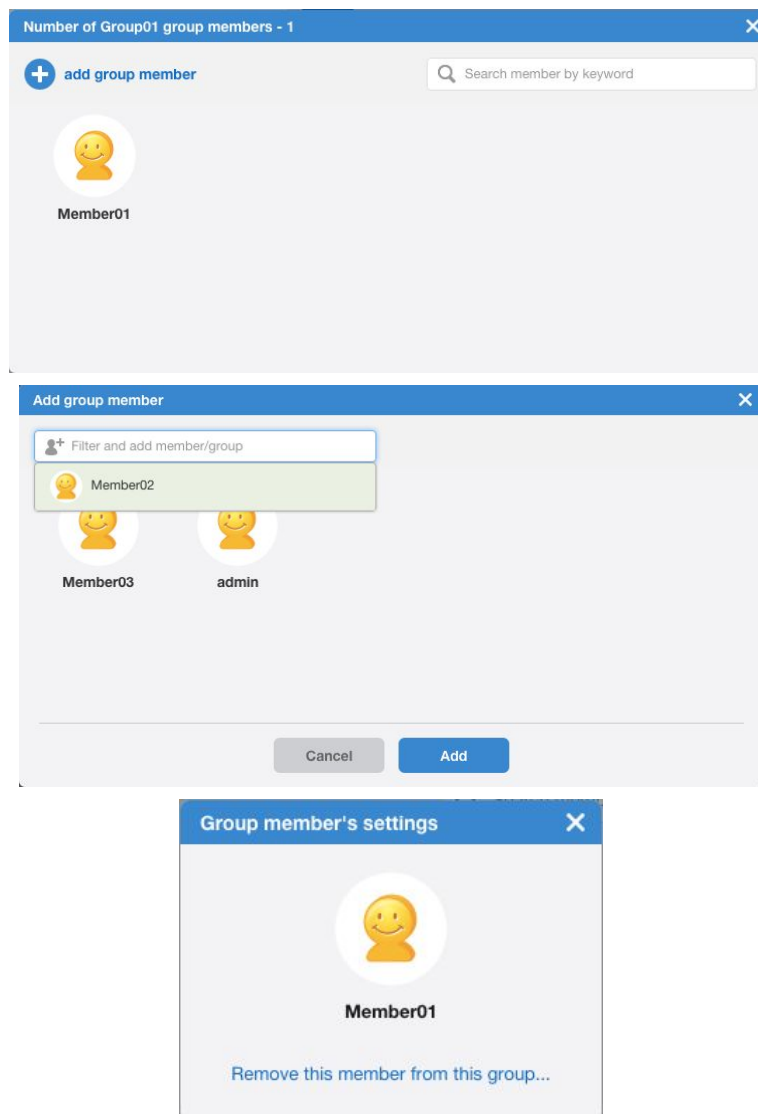 Number of Group01 group members - 1
add group member
Search member by keyword
Member01
Add group member
Filter and add member/group
Member02
Member03
admin
Cancel
Add
Group member's settings
Member01
Remove this member from this group...